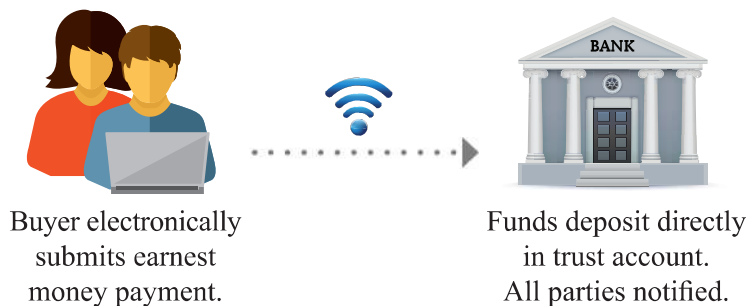 BANK
Buyer electronically
submits earnest
money payment.
Funds deposit directly
in trust account.
All parties notified.